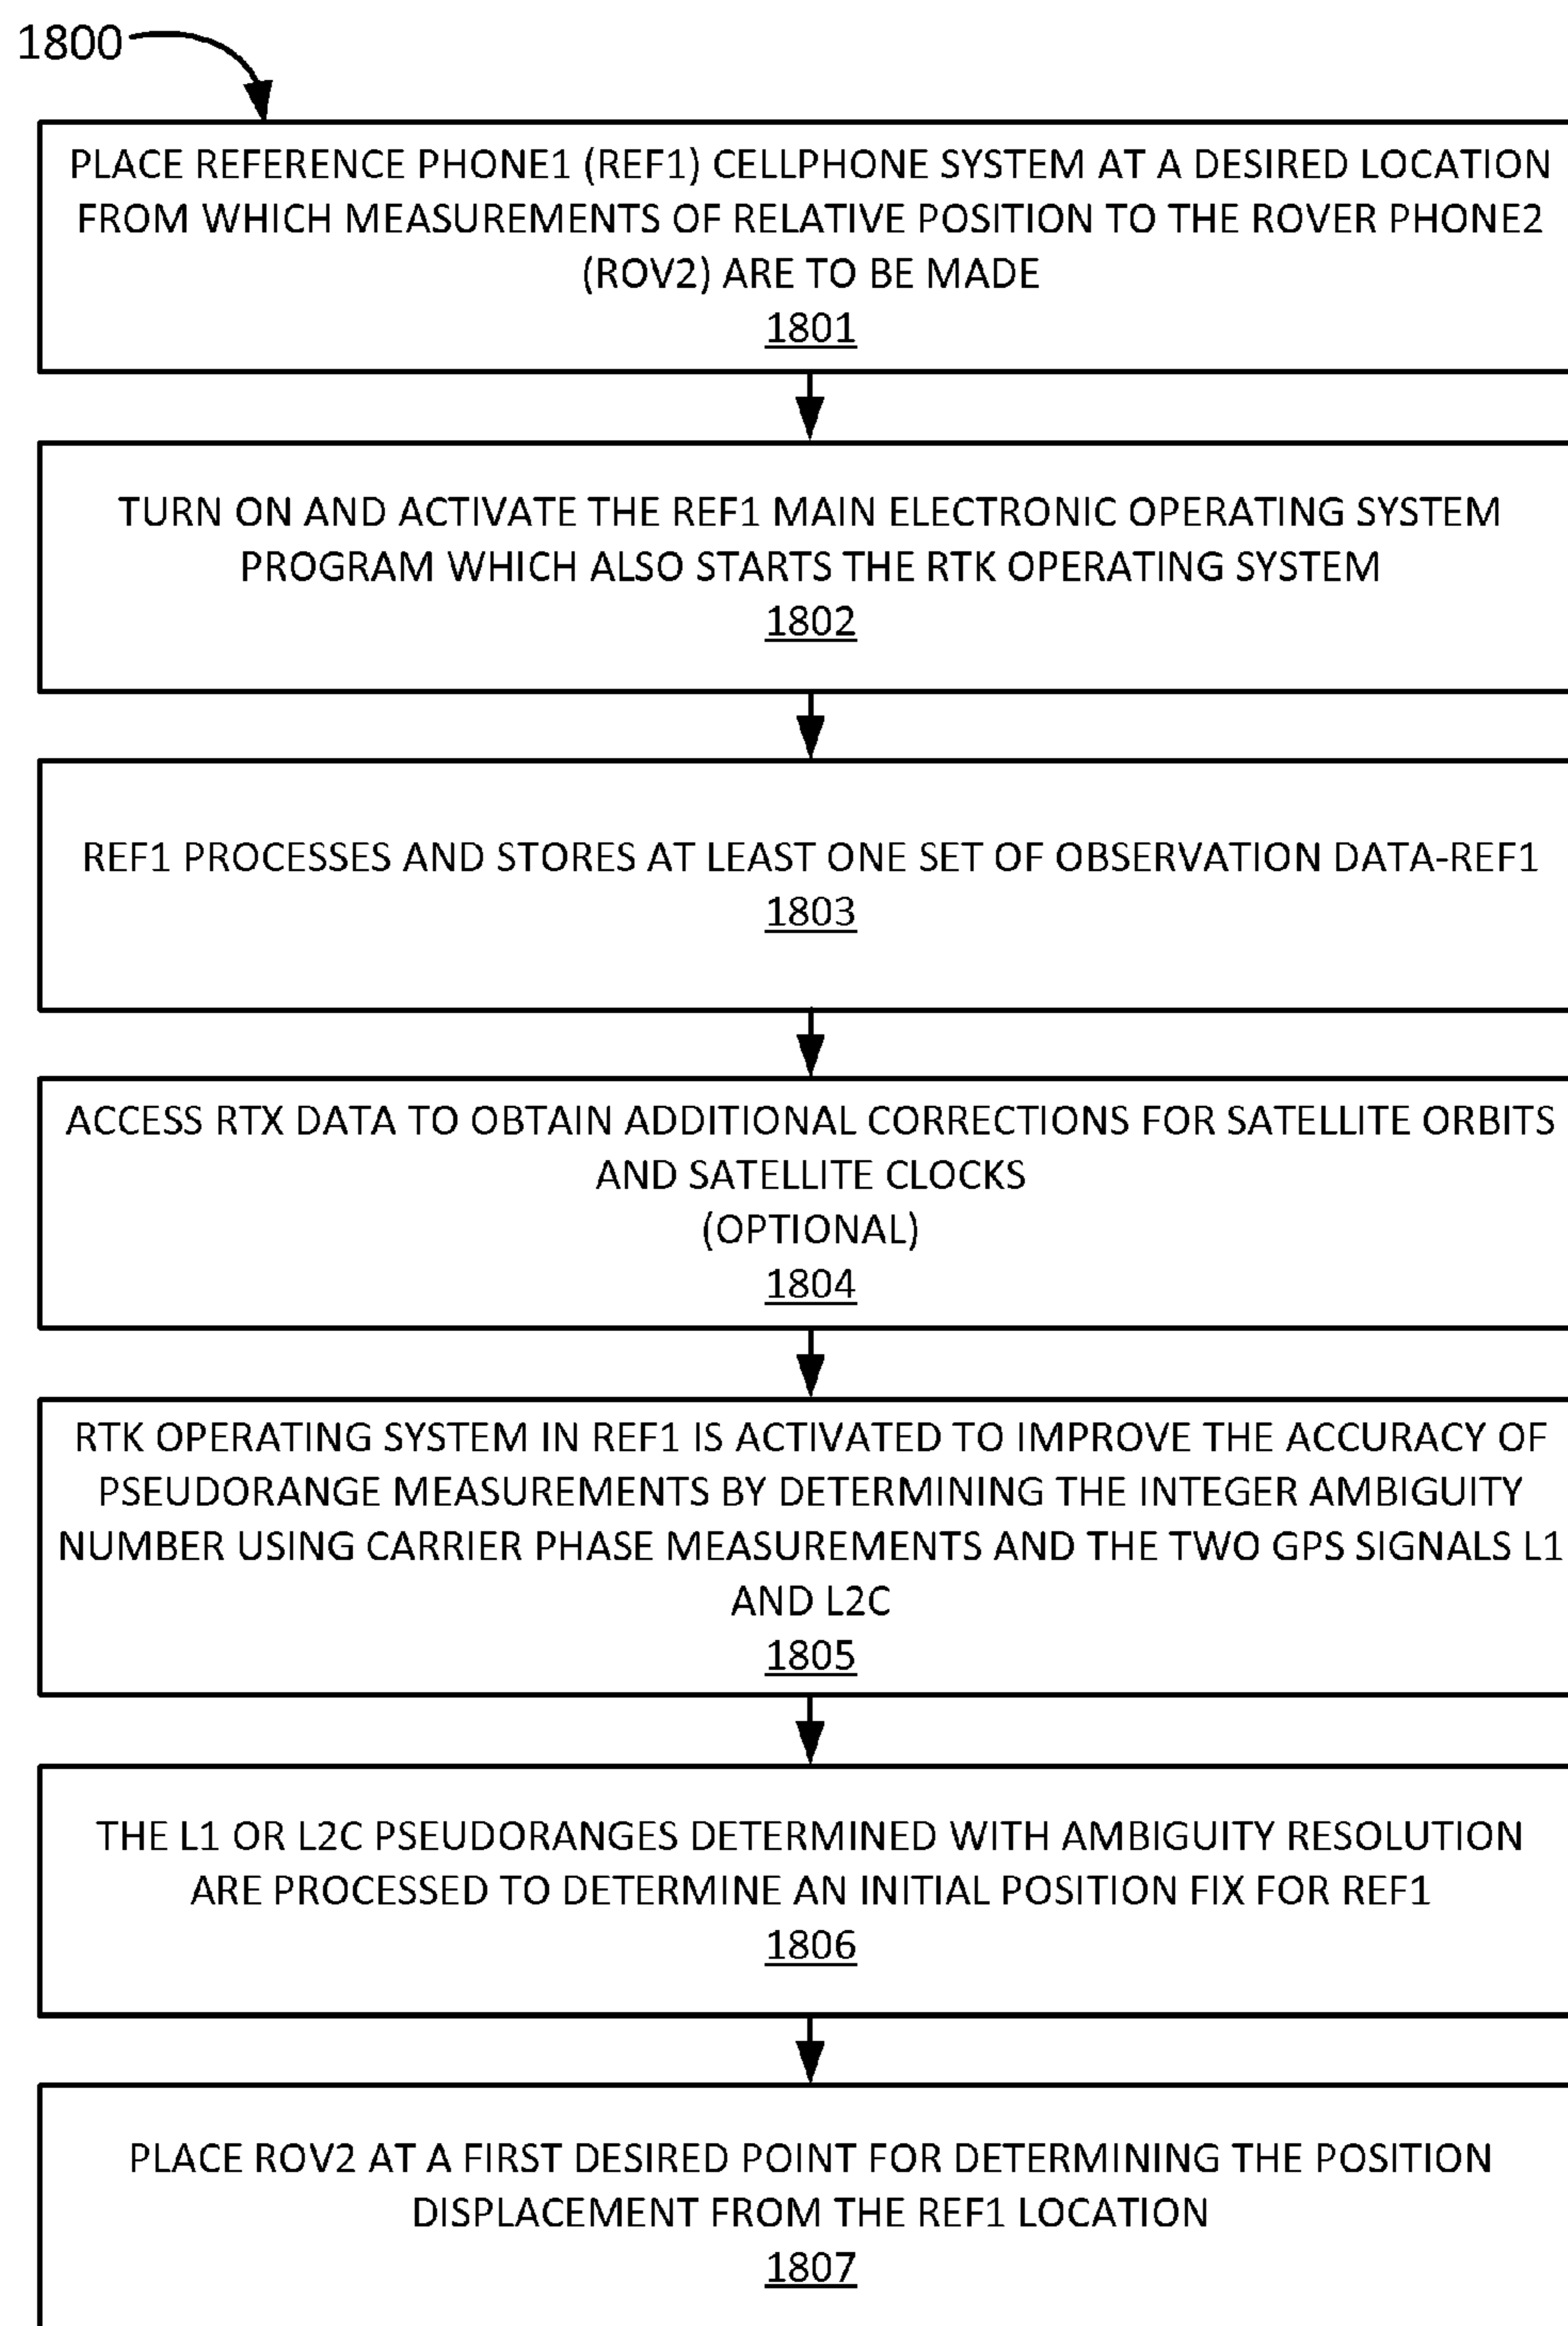 1800
PLACE REFERENCE PHONE1 (REF1) CELLPHONE SYSTEM AT A DESIRED LOCATION
FROM WHICH MEASUREMENTS OF RELATIVE POSITION TO THE ROVER PHONE2
(ROV2) ARE TO BE MADE
1801
TURN ON AND ACTIVATE THE REF1 MAIN ELECTRONIC OPERATING SYSTEM
PROGRAM WHICH ALSO STARTS THE RTK OPERATING SYSTEM
1802
REF1 PROCESSES AND STORES AT LEAST ONE SET OF OBSERVATION DATA-REF1
1803
ACCESS RTX DATA TO OBTAIN ADDITIONAL CORRECTIONS FOR SATELLITE ORBITS
AND SATELLITE CLOCKS
(OPTIONAL)
1804
RTK OPERATING SYSTEM IN REF1 IS ACTIVATED TO IMPROVE THE ACCURACY OF
PSEUDORANGE MEASUREMENTS BY DETERMINING THE INTEGER AMBIGUITY
NUMBER USING CARRIER PHASE MEASUREMENTS AND THE TWO GPS SIGNALS L1
AND L2C
1805
THE L1 OR L2C PSEUDORANGES DETERMINED WITH AMBIGUITY RESOLUTION
ARE PROCESSED TO DETERMINE AN INITIAL POSITION FIX FOR REF1
1806
PLACE ROV2 AT A FIRST DESIRED POINT FOR DETERMINING THE POSITION
DISPLACEMENT FROM THE REF1 LOCATION
1807